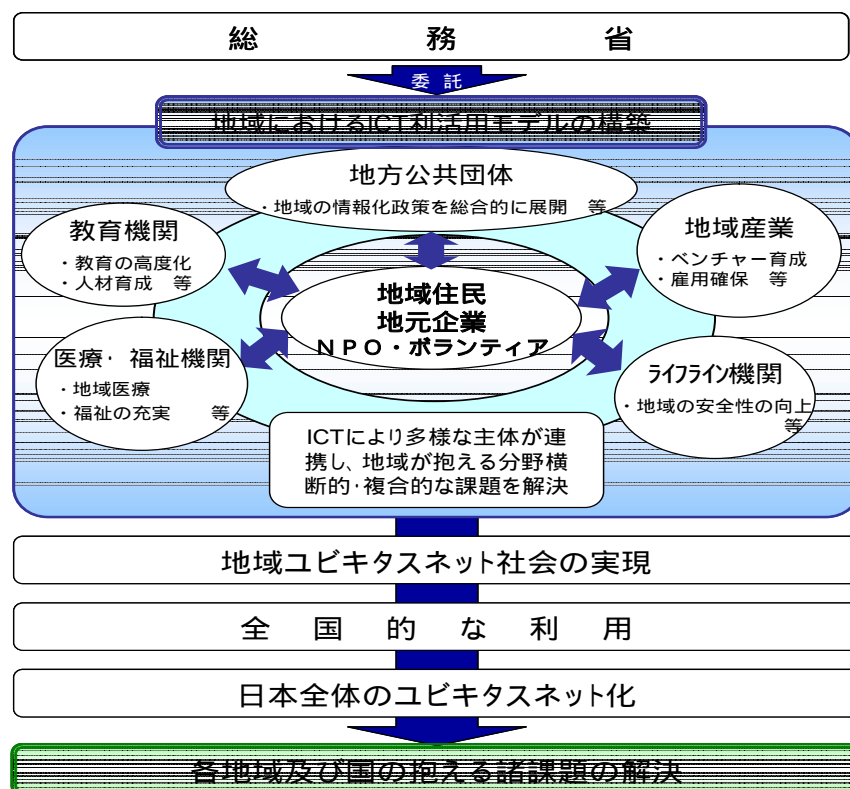 総務省
委託
地域におけるICT利活用モデルの構築
地方公共団体
・地域の情報化政策を総合的に展開 等
教育機関
・教育の高度化
・人材育成 等
地域産業
・ベンチャー育成
・雇用確保 等
地域住民
地元企業
NPO・ボランティア
医療・福祉機関
・地域医療
・福祉の充実 等
ライフライン機関
・地域の安全性の向上
等
ICTにより多様な主体が連
携し、地域が抱える分野横
断的・複合的な課題を解決
地域ユビキタスネット社会の実現
全国的な利用
日本全体のユビキタスネット化
各地域及び国の抱える諸課題の解決